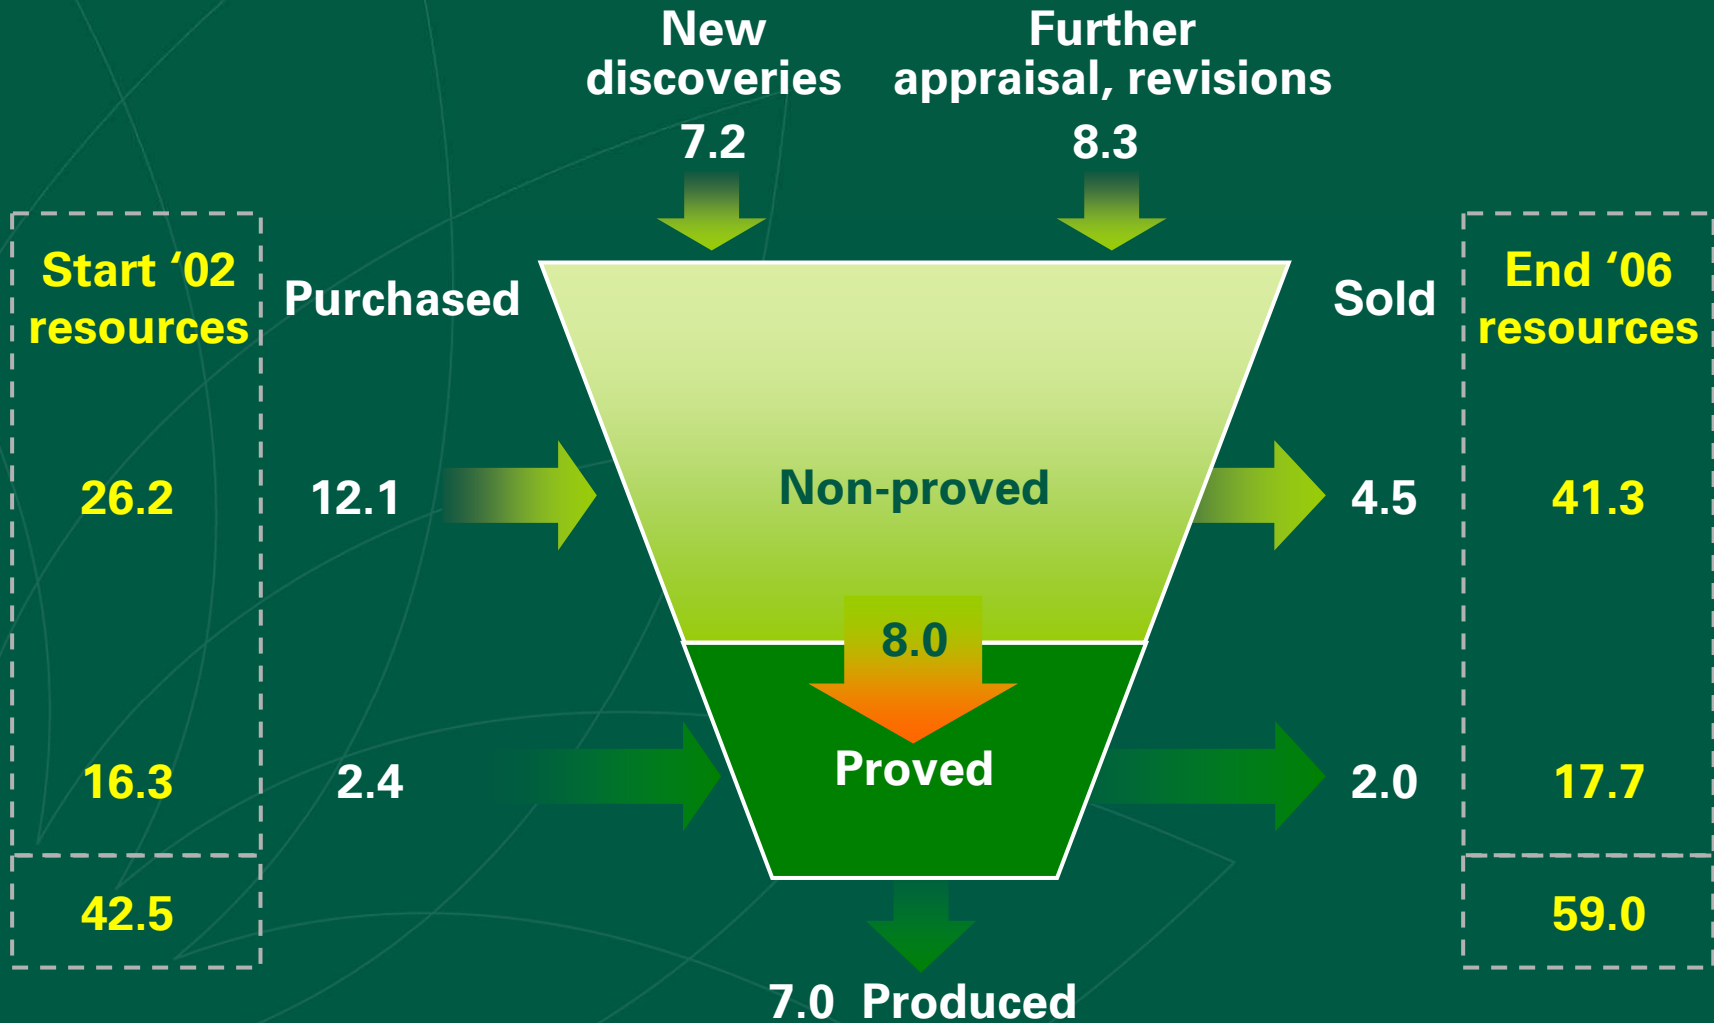 New
discoveries
7.2
Further
appraisal, revisions
8.3
Start ‘02
resources
Purchased
Sold
End ‘06
resources
26.2
12.1
Non-proved
4.5
41.3
8.0
16.3
2.4
Proved
2.0
17.7
42.5
59.0
7.0 Produced